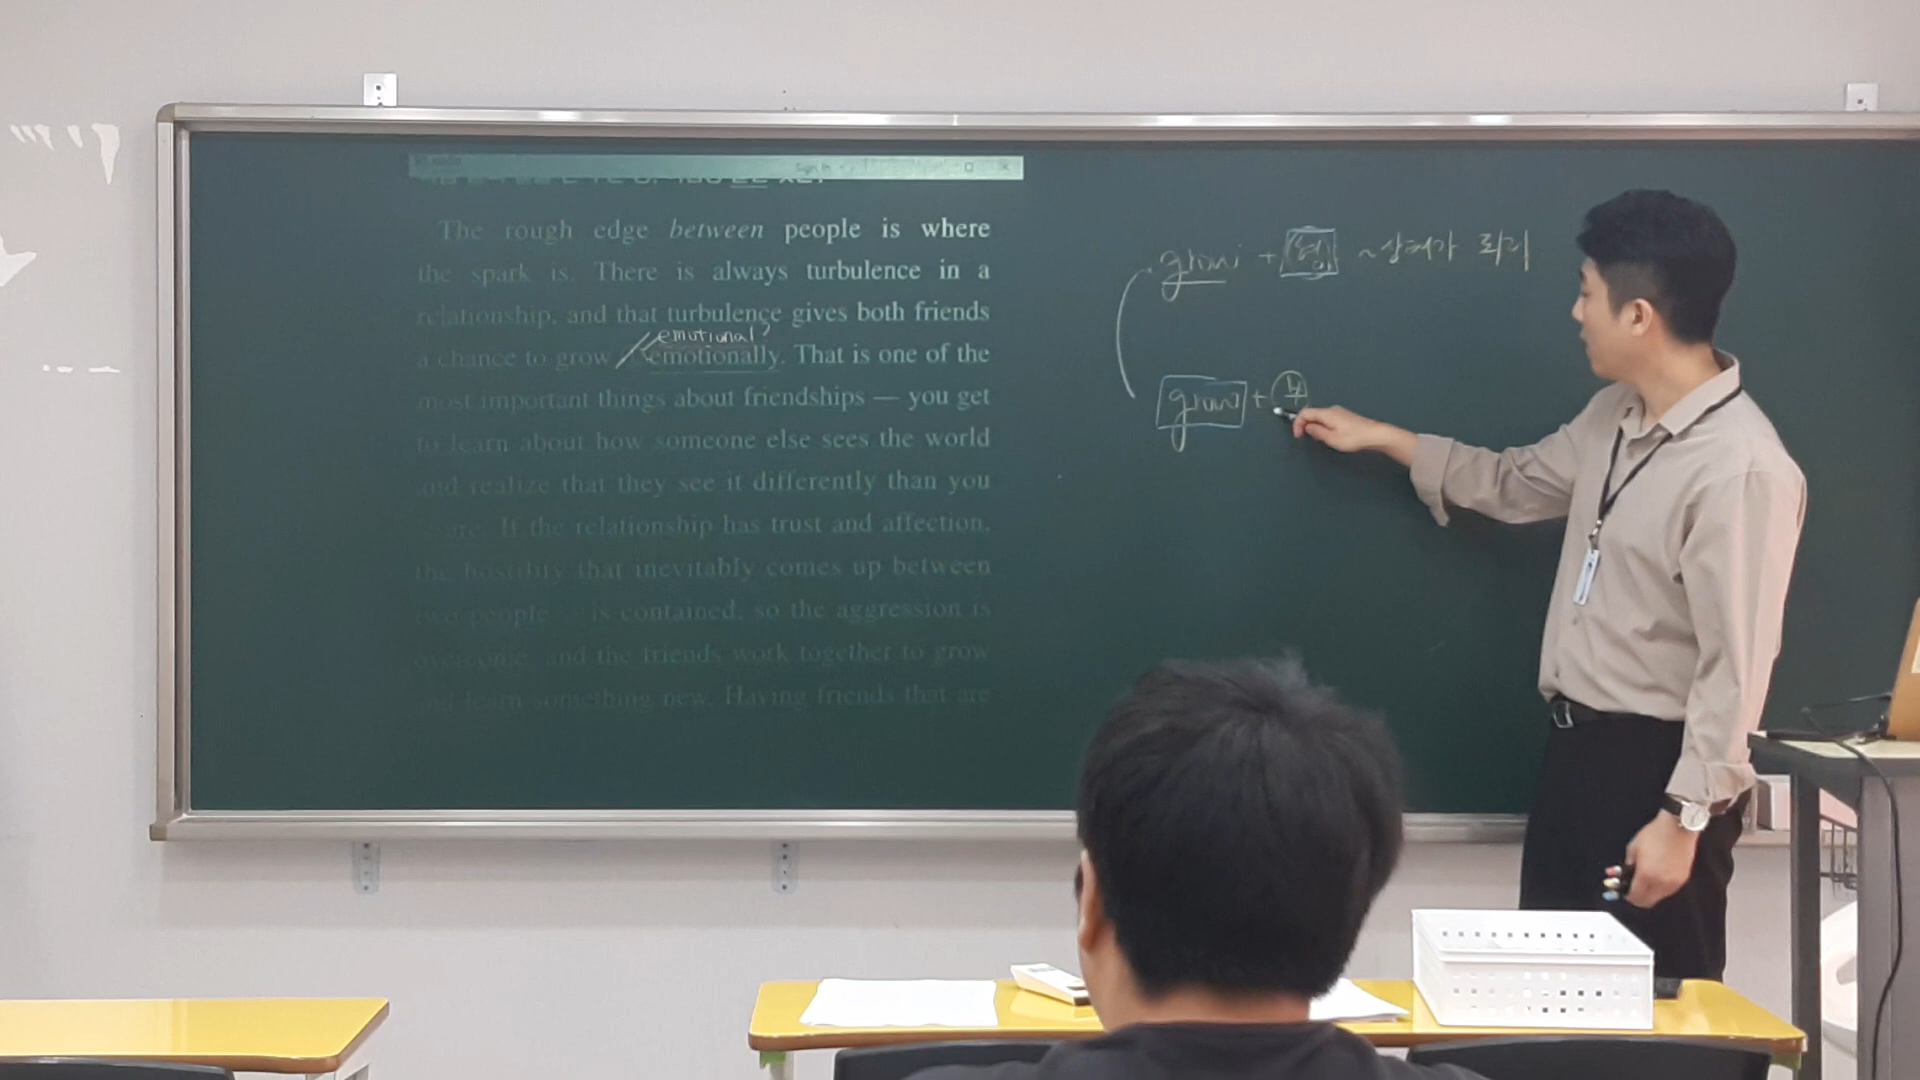 Sign In
The rough edge between people is where
the spark is. There is always turbulence in a
relationship, and that turbulence gives both friends
emotional?
a chance to grow emotionally. That is one of the
most important things about friendships — you get
to learn about how someone else sees the world
and realize that they see it differently than you
If the relationship has trust and affection,
the hostility that inevitably comes up between
two people is contained, so the aggression is
overcome, and the friends work together to grow
and learn something new. Having friends that are
grow + 형 ~상태가 되다
grow + 부